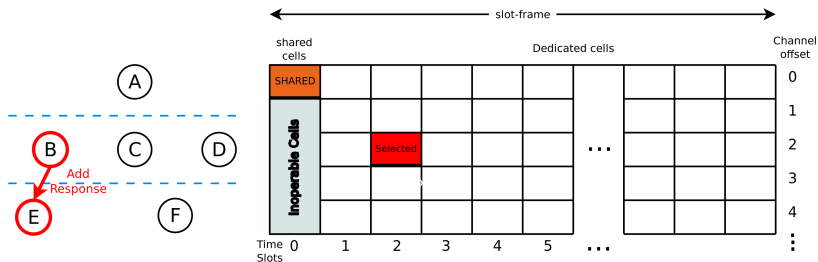 slot-frame
shared
cells
Dedicated cells
Channel
offset
A
SHARED
0
1
B
C
D
Selected
...
2
Add
Response
Inoperable Cells
3
E
F
4
Time
Slots
0
1
2
3
4
5
...
...